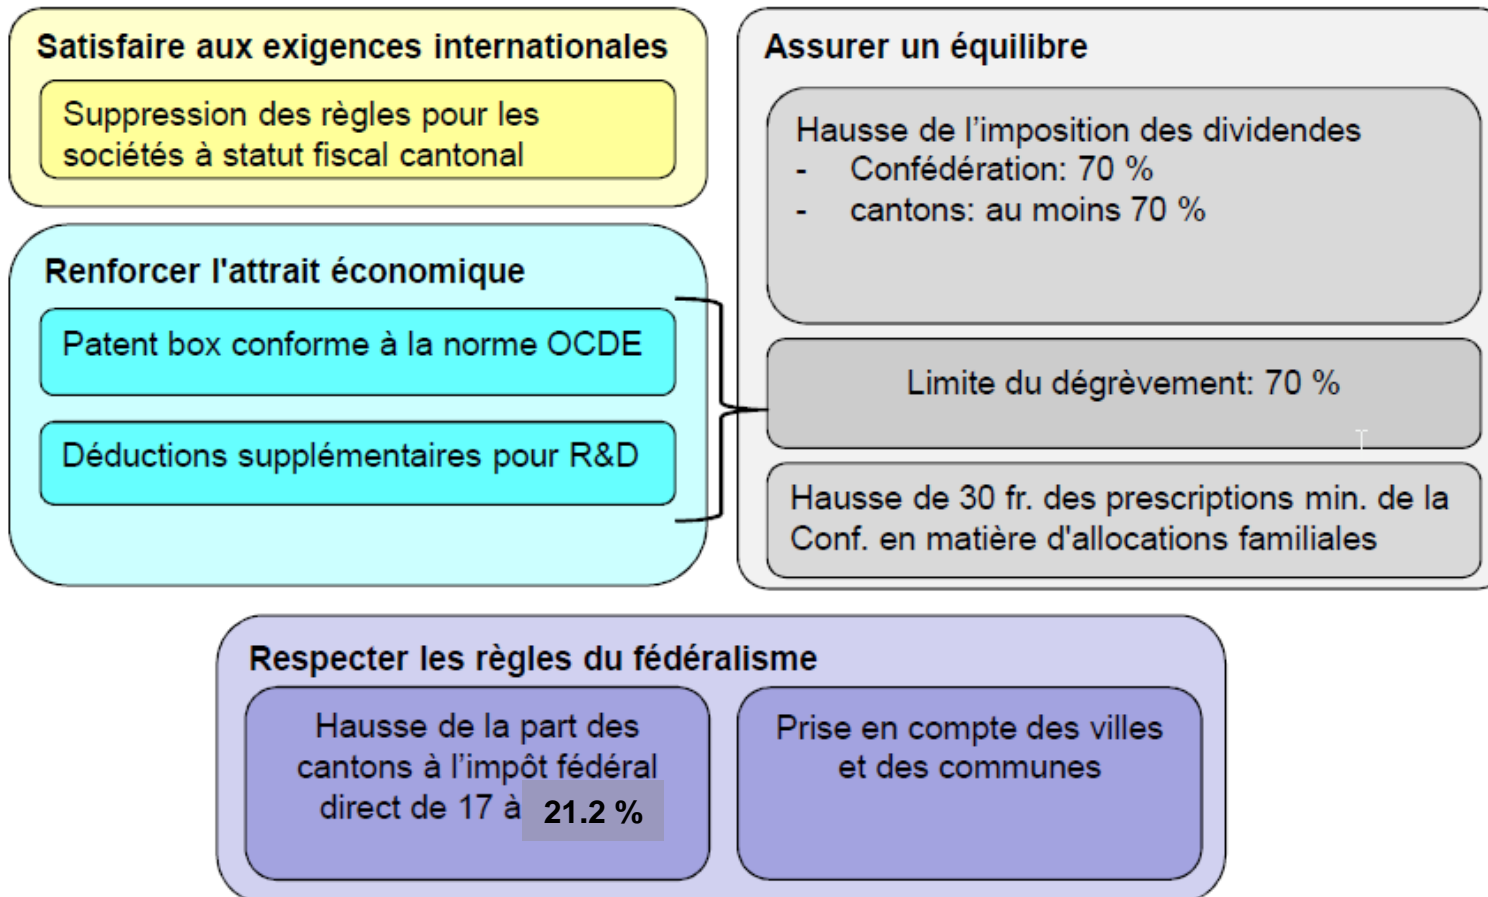 Satisfaire aux exigences internationales
Suppression des règles pour les
sociétés à statut fiscal cantonal
Renforcer l'attrait économique
Patent box conforme à la norme OCDE
Déductions supplémentaires pour R&D
Assurer un équilibre
Hausse de l’imposition des dividendes
- Confédération: 70 %
- cantons: au moins 70 %
Limite du dégrèvement: 70 %
Hausse de 30 fr. des prescriptions min. de la
Conf. en matière d'allocations familiales
Respecter les règles du fédéralisme
Hausse de la part des
cantons à l’impôt fédéral
direct de 17 à 21.2 %
Prise en compte des villes
et des communes